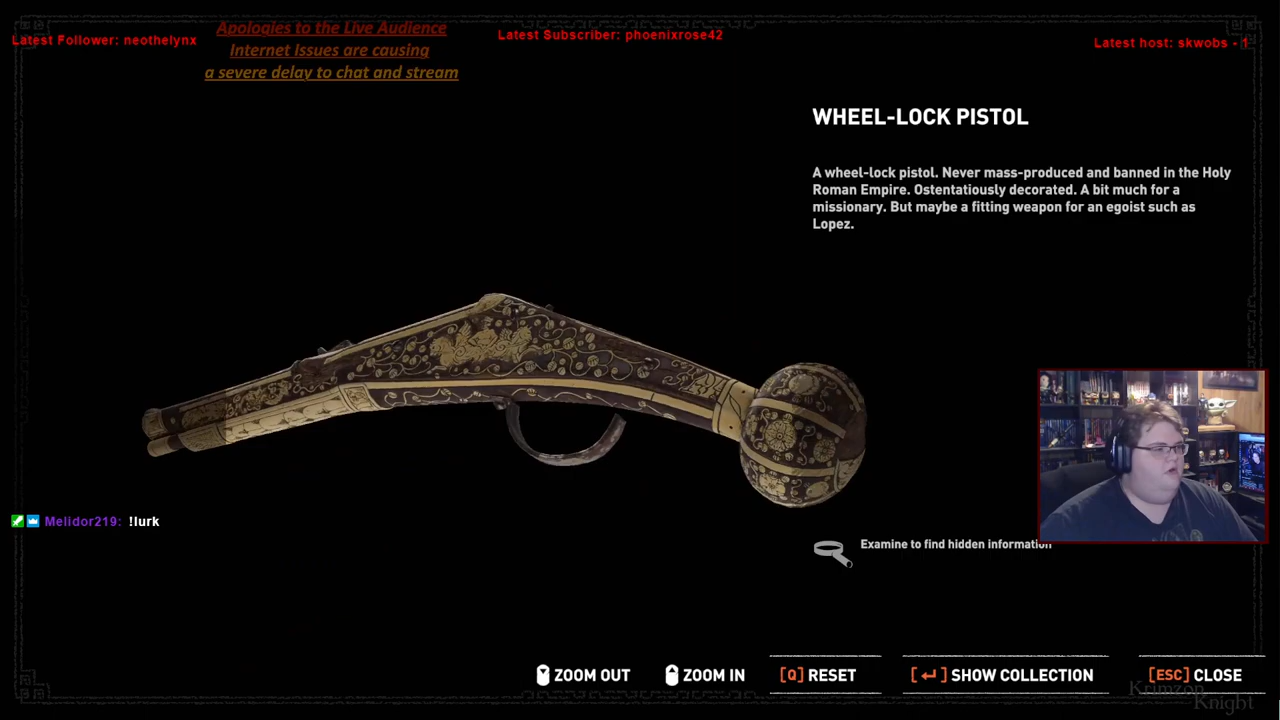 Apologies to the Live Audience
Internet Issues are causing
a severe delay to chat and stream
Latest Follower: neothelynx
Latest Subscriber: phoenixrose42
Latest host: skwobs - 1
WHEEL-LOCK PISTOL
A wheel-lock pistol. Never mass-produced and banned in the Holy
Roman Empire. Ostentatiously decorated. A bit much for a
missionary. But maybe a fitting weapon for an egoist such as
Lopez.
Melidor219: !lurk
Examine to find hidden information
ZOOM OUT
ZOOM IN
[Q] RESET
[↵] SHOW COLLECTION
[ESC] CLOSE
Krimzon
Knight